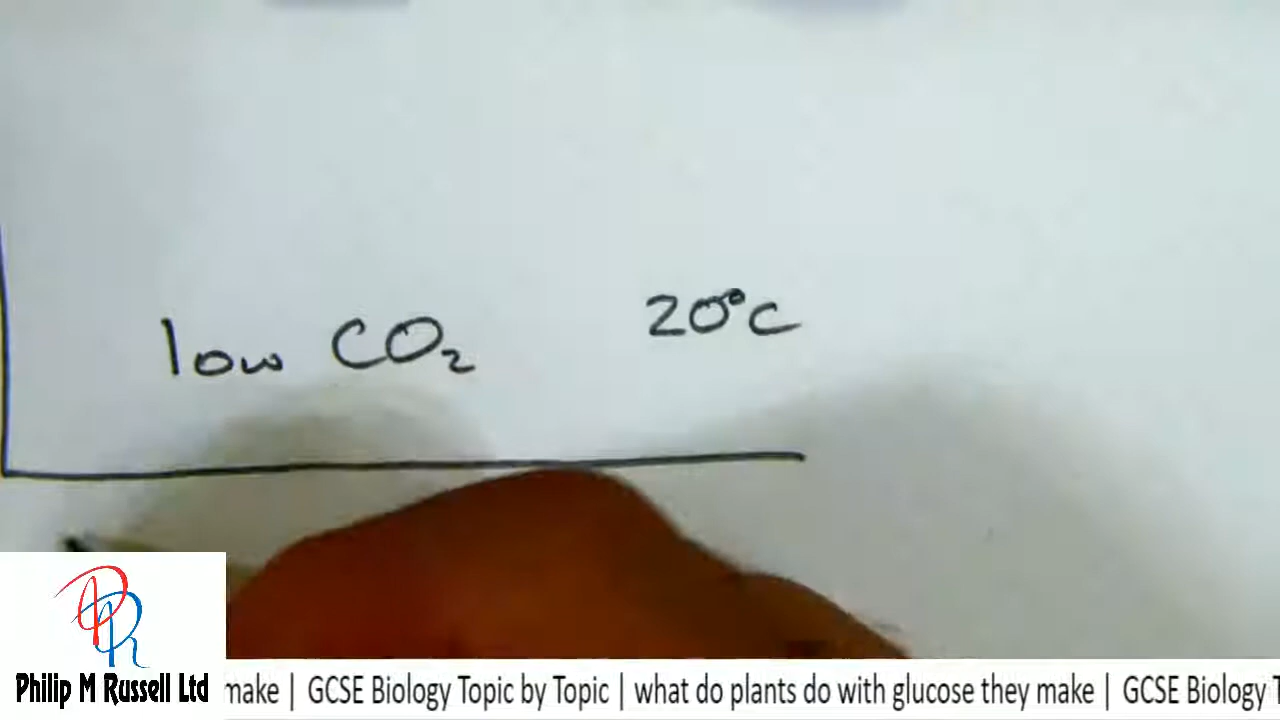 low CO₂ 20°C
Philip M Russell Ltd
make | GCSE Biology Topic by Topic | what do plants do with glucose they make | GCSE Biology T